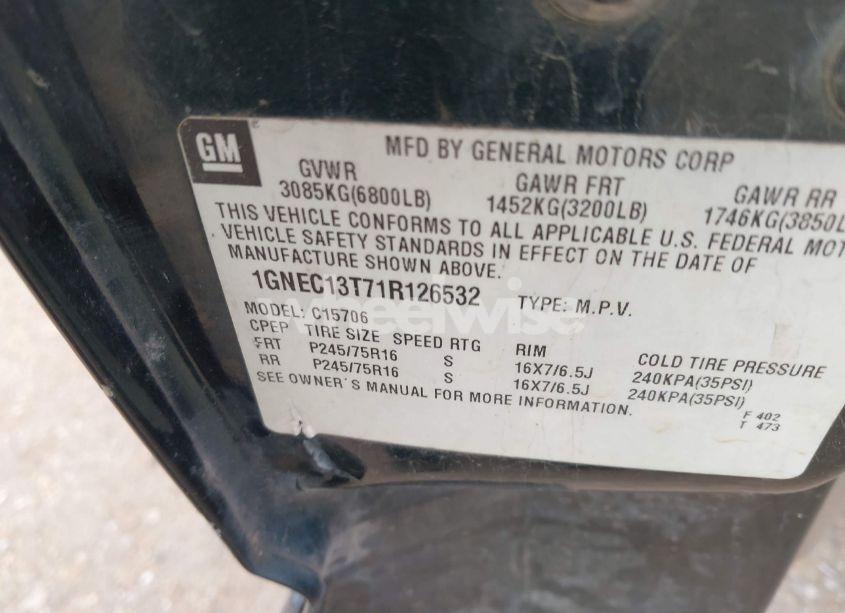 GM
MFD BY GENERAL MOTORS CORP
GVWR GAWR FRT GAWR RR
3085KG(6800LB) 1452KG(3200LB) 1746KG(3850L
THIS VEHICLE CONFORMS TO ALL APPLICABLE U.S. FEDERAL MOT
VEHICLE SAFETY STANDARDS IN EFFECT ON THE DATE OF
MANUFACTURE SHOWN ABOVE.
1GNEC13T71R126532 TYPE: M.P.V.
MODEL: C15706
CPEP TIRE SIZE SPEED RTG RIM COLD TIRE PRESSURE
FRT P245/75R16 S 16X7/6.5J 240KPA(35PSI)
RR P245/75R16 S 16X7/6.5J 240KPA(35PSI)
SEE OWNER'S MANUAL FOR MORE INFORMATION.
F 402
T 473
wheelwise